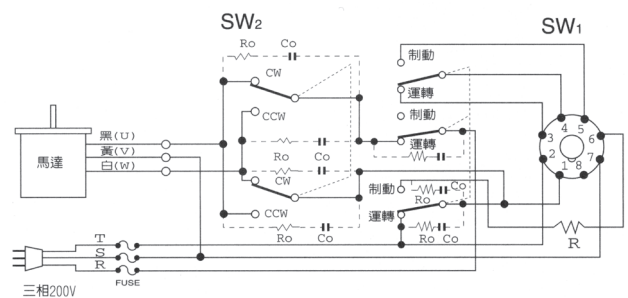 SW2
SW1
Ro Co
制動
CW
運轉
CCW
制動
4 5
3 6
2 7
1 8
黑(U)
黃(V)
白(W)
馬達
Ro Co
運轉
Ro Co
CW
制動
Ro Co
CCW
運轉
Ro Co
Ro Co
R
T
S
R
FUSE
三相200V